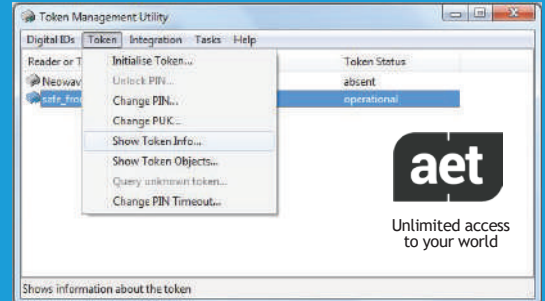 Token Management Utility
Digital IDs Token Integration Tasks Help
Reader or T
Token Status
Initialise Token...
Neowav
absent
Unlock PIN...
operational
Change PIN...
Change PUK...
Show Token Info...
Show Token Objects...
Query unknown token...
Change PIN Timeout...
aet
Unlimited access
to your world
Shows information about the token